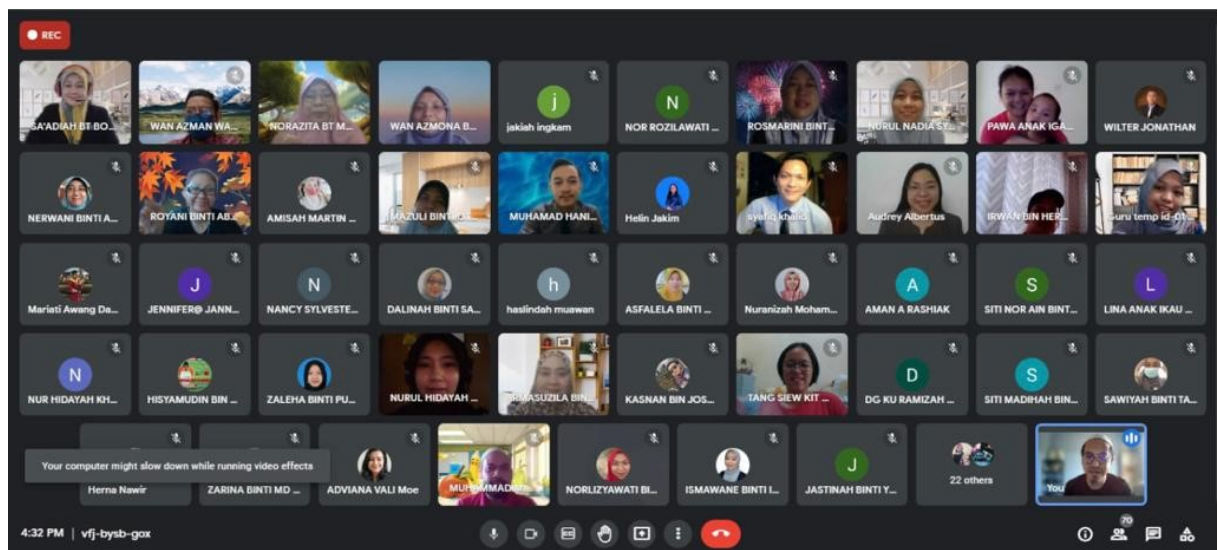 REC
SA'ADIAH BT BO...
WAN AZMAN WA...
NORAZITA BT M...
WAN AZMONA B...
j
jakiah ingkam
N
NOR ROZILAWATI ...
ROSMARINI BINT...
NURUL NADIA SY...
PAWA ANAK IGA...
WILTER JONATHAN
NERWANI BINTI A...
ROYANI BINTI AB...
AMISAH MARTIN ...
MAZULI BINTI
MUHAMAD HANI...
Helin Jakim
syafiq khalid
Audrey Albertus
IRWAN BIN HER...
Guru temp id-01 ...
Mariati Awang Da...
J
JENNIFER@ JANN...
N
NANCY SYLVESTE...
DALINAH BINTI SA...
h
haslindah muawan
ASFALELA BINTI ...
Nuranizah Moham...
A
AMAN A RASHIAK
S
SITI NOR AIN BINT...
L
LINA ANAK IKAU ...
N
NUR HIDAYAH KH...
HISYAMUDIN BIN ...
ZALEHA BINTI PU...
NURUL HIDAYAH ...
ARMASUZILA BIN...
KASNAN BIN JOS...
TANG SIEW KIT ...
D
DG KU RAMIZAH ...
S
SITI MADIHAH BIN...
SAWIYAH BINTI TA...
Your computer might slow down while running video effects
Herna Nawir
ZARINA BINTI MD ...
ADVIANA VALI Moe
MUHAMMAD
NORLIZYAWATI BI...
ISMAWANE BINTI I...
J
JASTINAH BINTI Y...
22 others
You
4:32 PM | vfj-bysb-gox
70